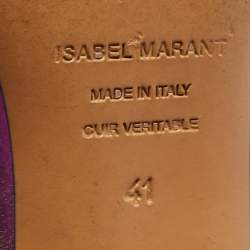 ISABEL MARANT
MADE IN ITALY
CUIR VERITABLE
41